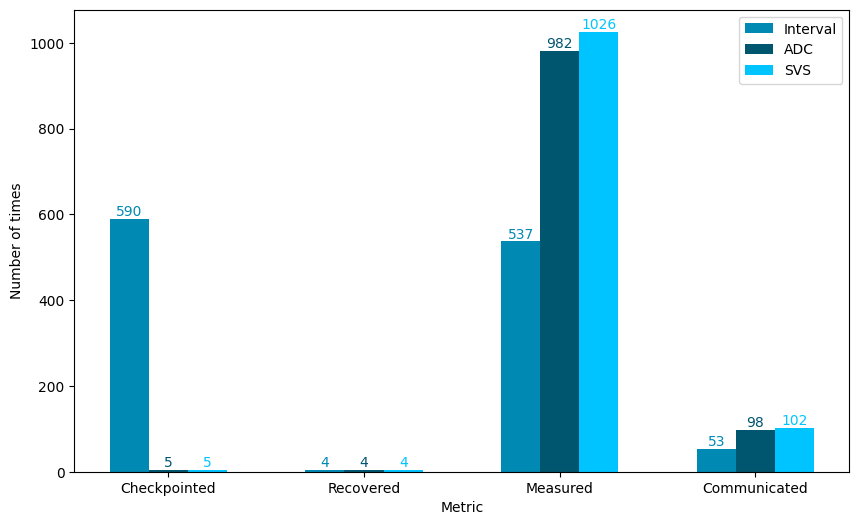 Interval
ADC
SVS
Number of times
1000
800
600
400
200
0
590
5
5
4
4
4
537
982
1026
53
98
102
Checkpointed
Recovered
Measured
Communicated
Metric